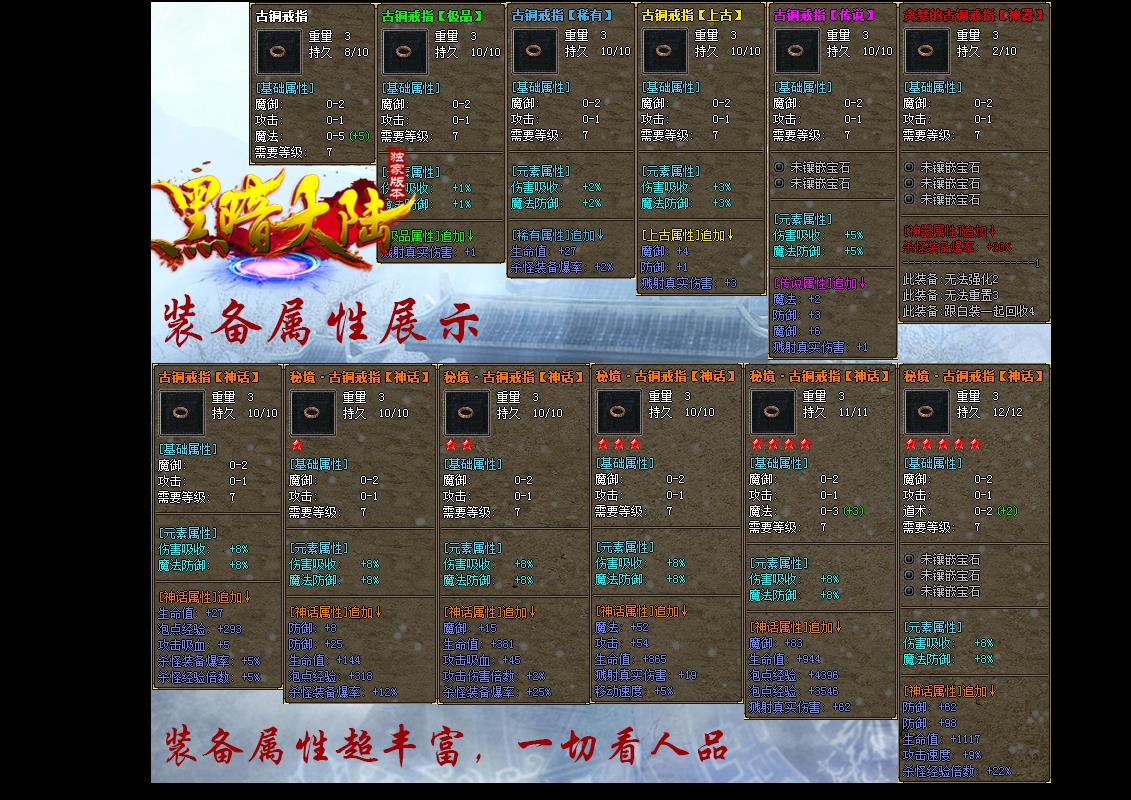 古铜戒指
重量 3
持久 8/10
[基础属性]
魔御: 0-2
攻击: 0-1
魔法: 0-5 (+5)
需要等级: 7
古铜戒指【极品】
重量 3
持久 10/10
[基础属性]
魔御: 0-2
攻击: 0-1
需要等级: 7
吸收: +1%
+1%
极品属性]追加↓
溅射真实伤害: +1
古铜戒指【稀有】
重量 3
持久 10/10
[基础属性]
魔御: 0-2
攻击: 0-1
需要等级: 7
[元素属性]
伤害吸收: +2%
魔法防御: +2%
[稀有属性]追加↓
生命值: +27
杀怪装备爆率: +2%
古铜戒指【上古】
重量 3
持久 10/10
[基础属性]
魔御: 0-2
攻击: 0-1
需要等级: 7
[元素属性]
伤害吸收: +3%
魔法防御: +3%
[上古属性]追加↓
魔御: +4
防御: +1
溅射真实伤害: +3
古铜戒指【传说】
重量 3
持久 10/10
[基础属性]
魔御: 0-2
攻击: 0-1
需要等级: 7
未镶嵌宝石
未镶嵌宝石
[元素属性]
伤害吸收: +5%
魔法防御: +5%
[传说属性]追加↓
魔法: +2
防御: +3
魔御: +6
溅射真实伤害: +1
贪婪的古铜戒指【神器】
重量 3
持久 2/10
[基础属性]
魔御: 0-2
攻击: 0-1
需要等级: 7
未镶嵌宝石
未镶嵌宝石
未镶嵌宝石
[神器属性]追加↓
杀怪装备爆率: +20%
1
此装备:无法强化2
此装备:无法重置3
此装备:跟白装一起回收4
独家版本
黑暗大陆
装备属性展示
古铜戒指【神话】
重量 3
持久 10/10
[基础属性]
魔御: 0-2
攻击: 0-1
需要等级: 7
[元素属性]
伤害吸收: +8%
魔法防御: +8%
[神话属性]追加↓
生命值: +27
泡点经验: +293
攻击吸血: +5
杀怪装备爆率: +5%
杀怪经验倍数: +5%
秘境·古铜戒指【神话】
重量 3
持久 10/10
[基础属性]
魔御: 0-2
攻击: 0-1
需要等级: 7
[元素属性]
伤害吸收: +8%
魔法防御: +8%
[神话属性]追加↓
防御: +8
防御: +25
生命值: +144
泡点经验: +318
杀怪装备爆率: +12%
秘境·古铜戒指【神话】
重量 3
持久 10/10
[基础属性]
魔御: 0-2
攻击: 0-1
需要等级: 7
[元素属性]
伤害吸收: +8%
魔法防御: +8%
[神话属性]追加↓
魔御: +15
生命值: +381
攻击吸血: +45
攻击伤害倍数: +2%
杀怪装备爆率: +25%
秘境·古铜戒指【神话】
重量 3
持久 10/10
[基础属性]
魔御: 0-2
攻击: 0-1
需要等级: 7
[元素属性]
伤害吸收: +8%
魔法防御: +8%
[神话属性]追加↓
魔法: +52
攻击: +54
生命值: +865
溅射真实伤害: +19
移动速度: +5%
秘境·古铜戒指【神话】
重量 3
持久 11/11
[基础属性]
魔御: 0-2
攻击: 0-1
魔法: 0-3 (+3)
需要等级: 7
[元素属性]
伤害吸收: +8%
魔法防御: +8%
[神话属性]追加↓
魔御: +83
生命值: +944
泡点经验: +4396
泡点经验: +3546
溅射真实伤害: +62
秘境·古铜戒指【神话】
重量 3
持久 12/12
[基础属性]
魔御: 0-2
攻击: 0-1
道术: 0-2 (+2)
需要等级: 7
未镶嵌宝石
未镶嵌宝石
未镶嵌宝石
[元素属性]
伤害吸收: +8%
魔法防御: +8%
[神话属性]追加↓
防御: +62
防御: +98
生命值: +1117
攻击速度: +9%
杀怪经验倍数: +22%
装备属性超丰富，一切看人品